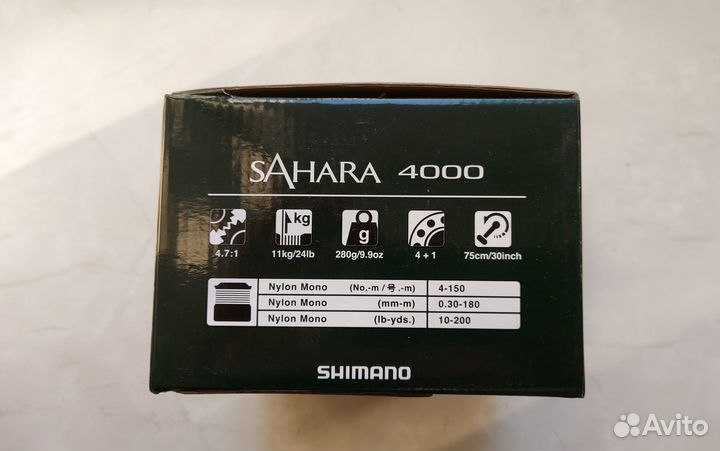 SAHARA 4000
kg
g
4.7:1 11kg/24lb 280g/9.9oz 4 + 1 75cm/30inch
Nylon Mono (No.-m / 号.-m) 4-150
Nylon Mono (mm-m) 0.30-180
Nylon Mono (lb-yds.) 10-200
SHIMANO
Avito